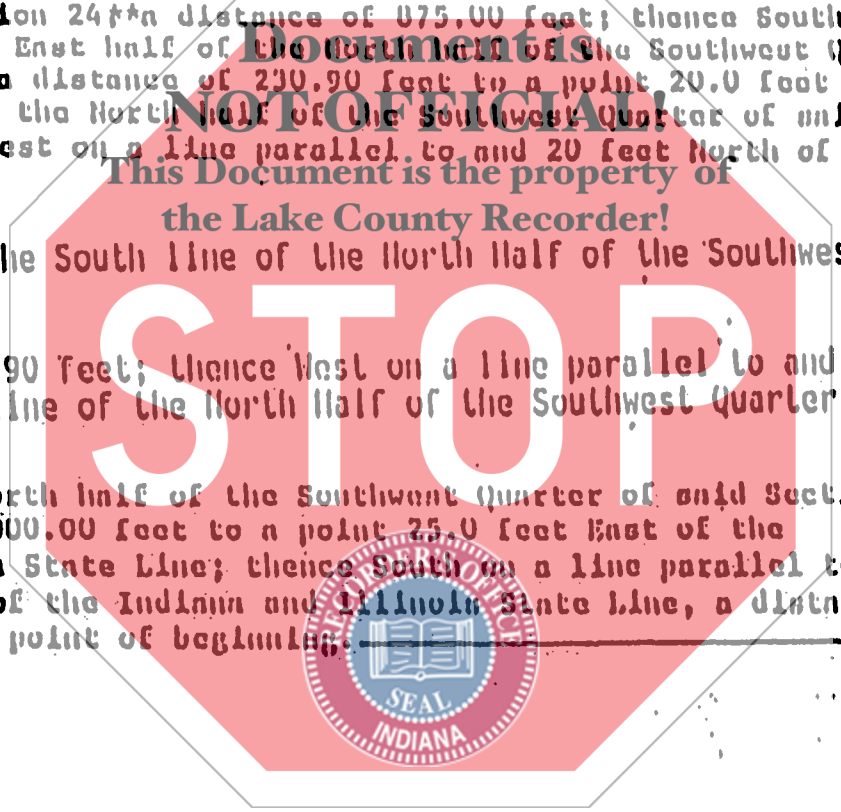 ion 24 **a distance of 875.00 feet; thence South
East half of the North half of the Southwest Q
a distance of 230.90 feet to a point 20.0 feet
the North half of the Southwest Quarter of
est on a line parallel to and 20 feet North of
Document is
NOT OFFICIAL!
This Document is the property of
the Lake County Recorder!
he South line of the North Half of the Southwes
STOP
90 feet; thence West on a line parallel to and
ine of the North Half of the Southwest Quarter
rth half of the Southwest Quarter of said Sect
00.00 feet to a point 25.0 feet East of the
State Line; thence South on a line parallel t
of the Indiana and Illinois State Line, a dista
point of beginning.
RECORDER'S OFFICE
SEAL
INDIANA